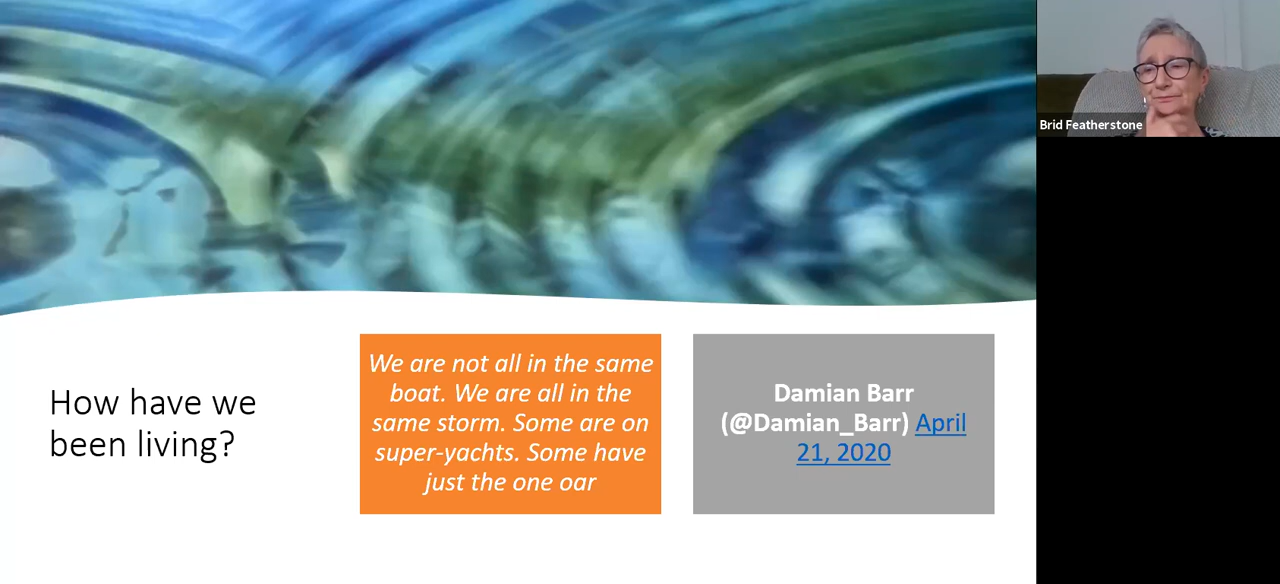 Brid Featherstone
How have we
been living?
We are not all in the same
boat. We are all in the
same storm. Some are on
super-yachts. Some have
just the one oar
Damian Barr
(@Damian_Barr) April
21, 2020